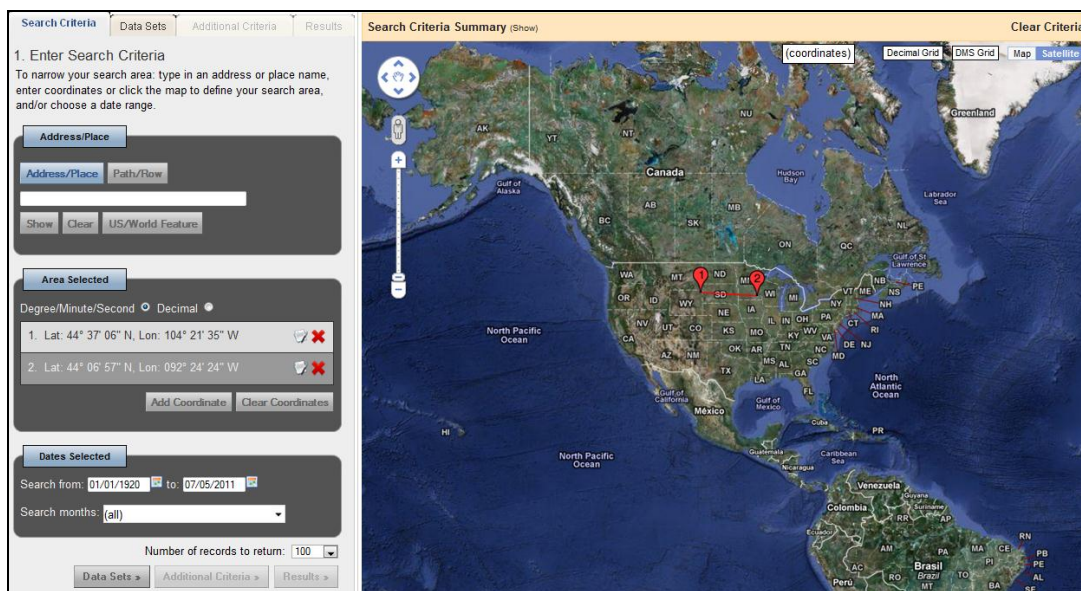 Search Criteria
Data Sets
Additional Criteria
Results
1. Enter Search Criteria
To narrow your search area: type in an address or place name,
enter coordinates or click the map to define your search area,
and/or choose a date range.
Address/Place
Address/Place
Path/Row
Show
Clear
US/World Feature
Area Selected
Degree/Minute/Second
Decimal
1. Lat: 44° 37' 06" N, Lon: 104° 21' 35" W
2. Lat: 44° 06' 57" N, Lon: 092° 24' 24" W
Add Coordinate
Clear Coordinates
Dates Selected
Search from: 01/01/1920 to: 07/05/2011
Search months: (all)
Number of records to return: 100
Data Sets »
Additional Criteria »
Results »
Search Criteria Summary (Show)
Clear Criteria
(coordinates)
Decimal Grid
DMS Grid
Map
Satellite
Greenland
NU
AK
YT
NT
Canada
Hudson
Bay
Gulf of
Alaska
Labrador
Sea
AB
MB
BC
SK
NL
ON
QC
Gulf of St
Lawrence
WA
MT
1
ND
MI
2
NB
PE
OR
ID
WY
SD
WI
MI
VT
ME
NS
NY
NH
IA
MA
NV
UT
CO
KS
MO
IL
IN
OH
PA
CT
RI
CA
KY
WV
VA
DE
NJ
AZ
NM
OK
AR
TN
NC
MD
MS
AL
SC
TX
GA
LA
FL
North Pacific
Ocean
North
Atlantic
Ocean
Gulf of
California
Gulf of
Mexico
México
Cuba
PR
HI
Guatemala
Caribbean
Sea
Nicaragua
North Pacific
Ocean
Venezuela
Guyana
Colombia
Suriname
RR
AP
Ecuador
RN
AM
PA
MA
CE
PB
PI
PE
AC
Brasil
Brazil
TO
AL
Perú
RO
MT
BA
SE